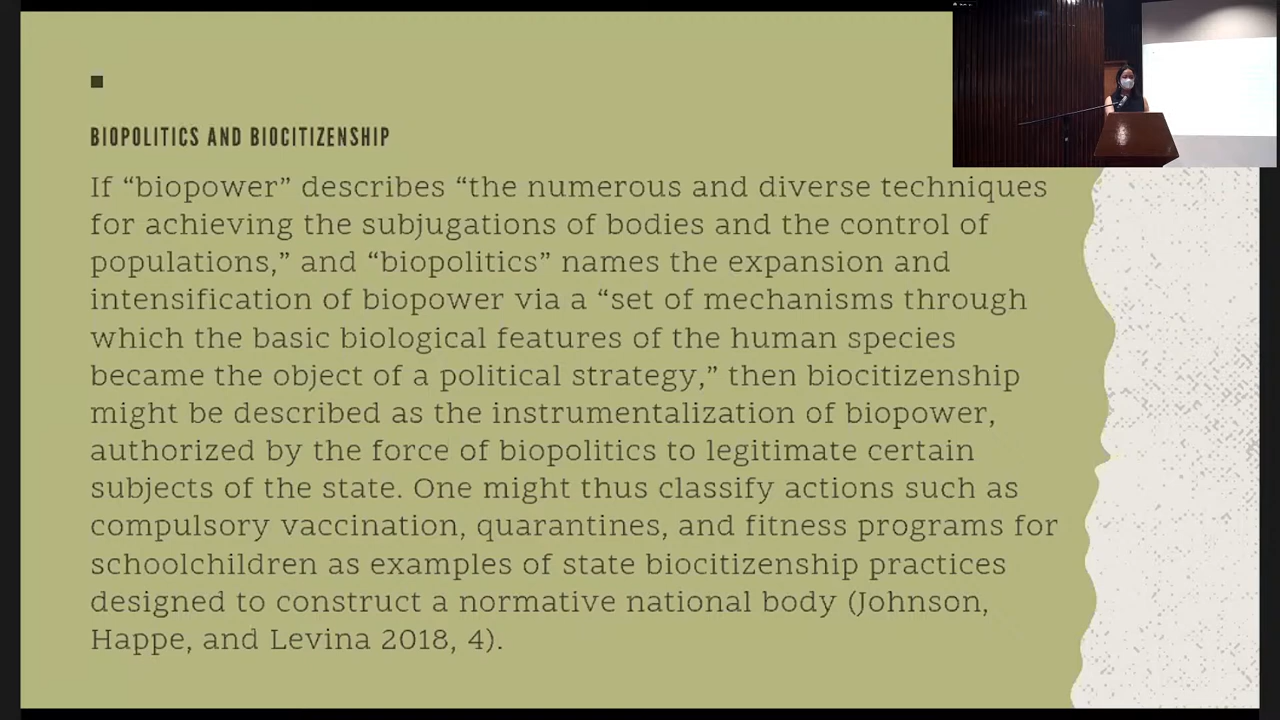 BIOPOLITICS AND BIOCITIZENSHIP
If “biopower” describes “the numerous and diverse techniques
for achieving the subjugations of bodies and the control of
populations,” and “biopolitics” names the expansion and
intensification of biopower via a “set of mechanisms through
which the basic biological features of the human species
became the object of a political strategy,” then biocitizenship
might be described as the instrumentalization of biopower,
authorized by the force of biopolitics to legitimate certain
subjects of the state. One might thus classify actions such as
compulsory vaccination, quarantines, and fitness programs for
schoolchildren as examples of state biocitizenship practices
designed to construct a normative national body (Johnson,
Happe, and Levina 2018, 4).